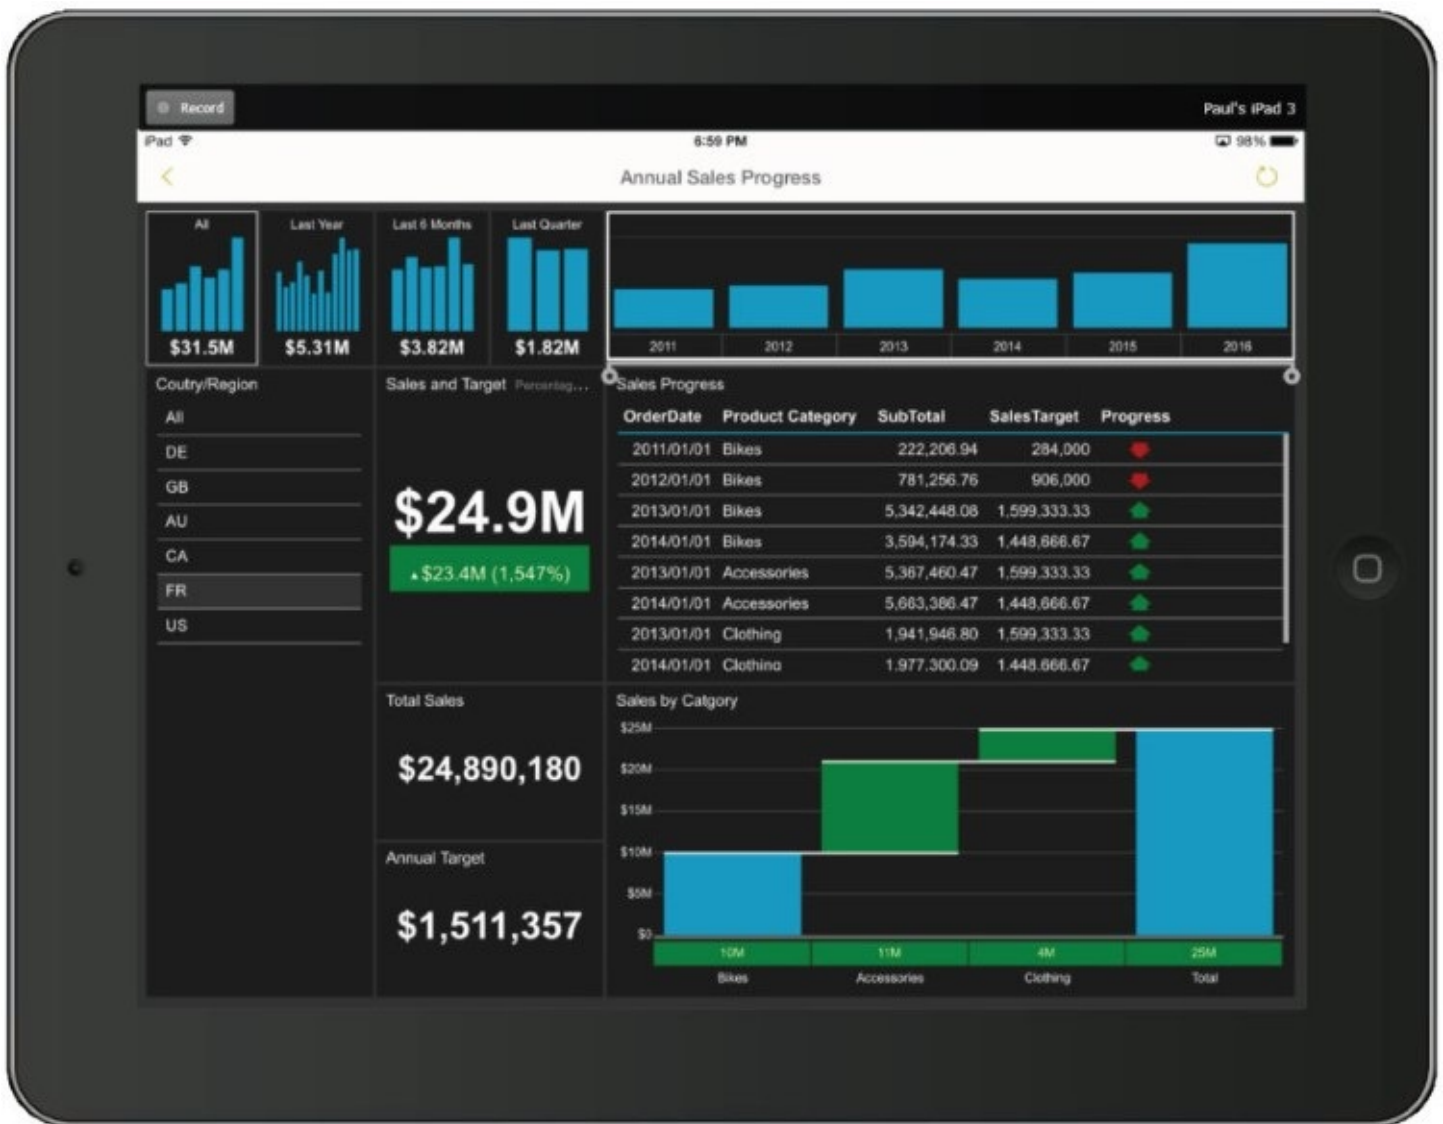 Record
Paul's iPad 3
iPad
6:59 PM
98%
Annual Sales Progress
All
Last Year
Last 6 Months
Last Quarter
$31.5M
$5.31M
$3.82M
$1.82M
2011 2012 2013 2014 2015 2016
Coutry/Region
All
DE
GB
AU
CA
FR
US
Sales and Target Percentag...
$24.9M
▲$23.4M (1,547%)
Total Sales
$24,890,180
Annual Target
$1,511,357
Sales Progress
OrderDate Product Category SubTotal SalesTarget Progress
2011/01/01 Bikes 222,206.94 284,000
2012/01/01 Bikes 781,256.76 906,000
2013/01/01 Bikes 5,342,448.08 1,599,333.33
2014/01/01 Bikes 3,594,174.33 1,448,666.67
2013/01/01 Accessories 5,367,460.47 1,599,333.33
2014/01/01 Accessories 5,663,386.47 1,448,666.67
2013/01/01 Clothing 1,941,946.80 1,599,333.33
2014/01/01 Clothing 1,977,300.09 1,448,666.67
Sales by Catgory
$25M
$20M
$15M
$10M
$5M
$0
10M 11M 4M 25M
Bikes Accessories Clothing Total